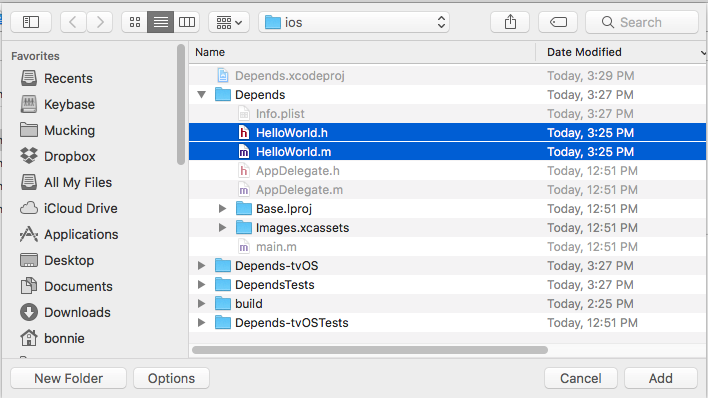 ios
Search
Favorites
Recents
Keybase
Mucking
Dropbox
All My Files
iCloud Drive
Applications
Desktop
Documents
Downloads
bonnie
Name Date Modified
Depends.xcodeproj Today, 3:29 PM
Depends Today, 3:27 PM
Info.plist Today, 3:27 PM
h HelloWorld.h Today, 3:25 PM
m HelloWorld.m Today, 3:25 PM
h AppDelegate.h Today, 12:51 PM
m AppDelegate.m Today, 12:51 PM
Base.lproj Today, 12:51 PM
Images.xcassets Today, 12:51 PM
m main.m Today, 12:51 PM
Depends-tvOS Today, 3:27 PM
DependsTests Today, 3:27 PM
build Today, 2:25 PM
Depends-tvOSTests Today, 12:51 PM
New Folder Options Cancel Add